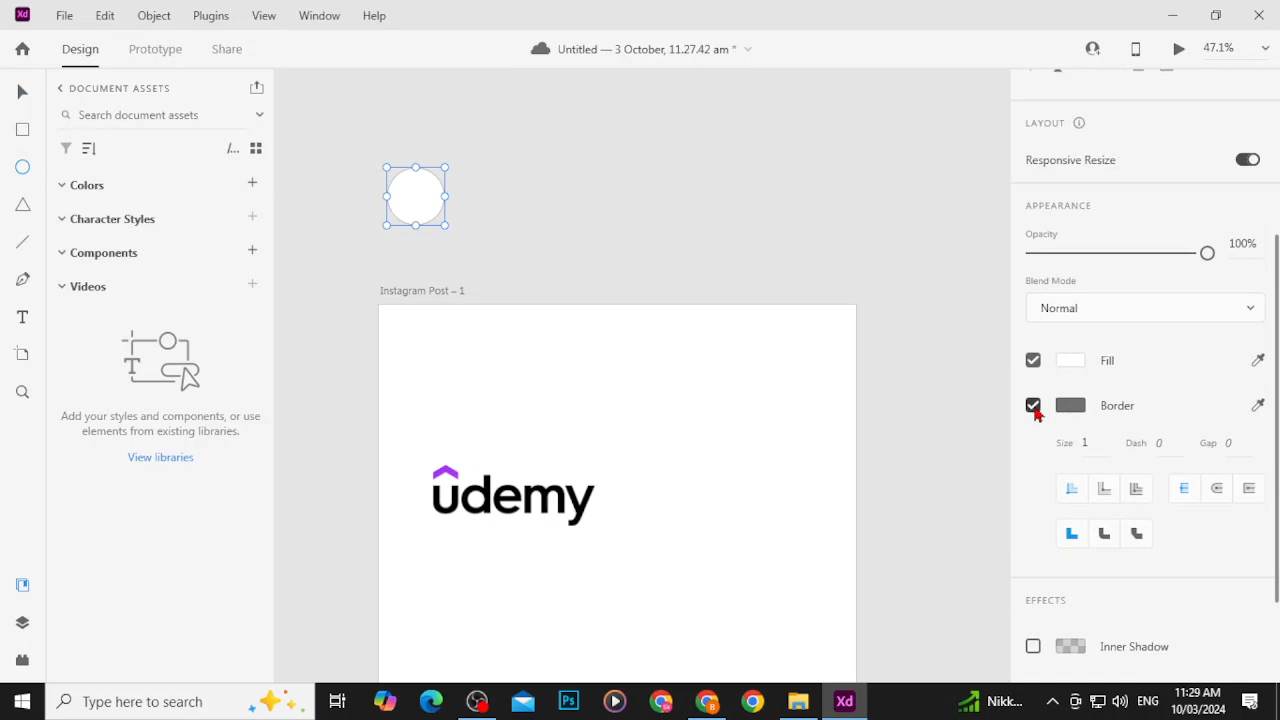 Xd File Edit Object Plugins View Window Help
Design Prototype Share Untitled — 3 October, 11.27.42 am * 47.1%
DOCUMENT ASSETS
Search document assets
Colors
Character Styles
Components
Videos
Add your styles and components, or use
elements from existing libraries.
View libraries
Instagram Post – 1
udemy
LAYOUT
Responsive Resize
APPEARANCE
Opacity
100%
Blend Mode
Normal
Fill
Border
Size 1 Dash 0 Gap 0
EFFECTS
Inner Shadow
Type here to search
Ps
Xd
Nikk...
ENG
11:29 AM
10/03/2024